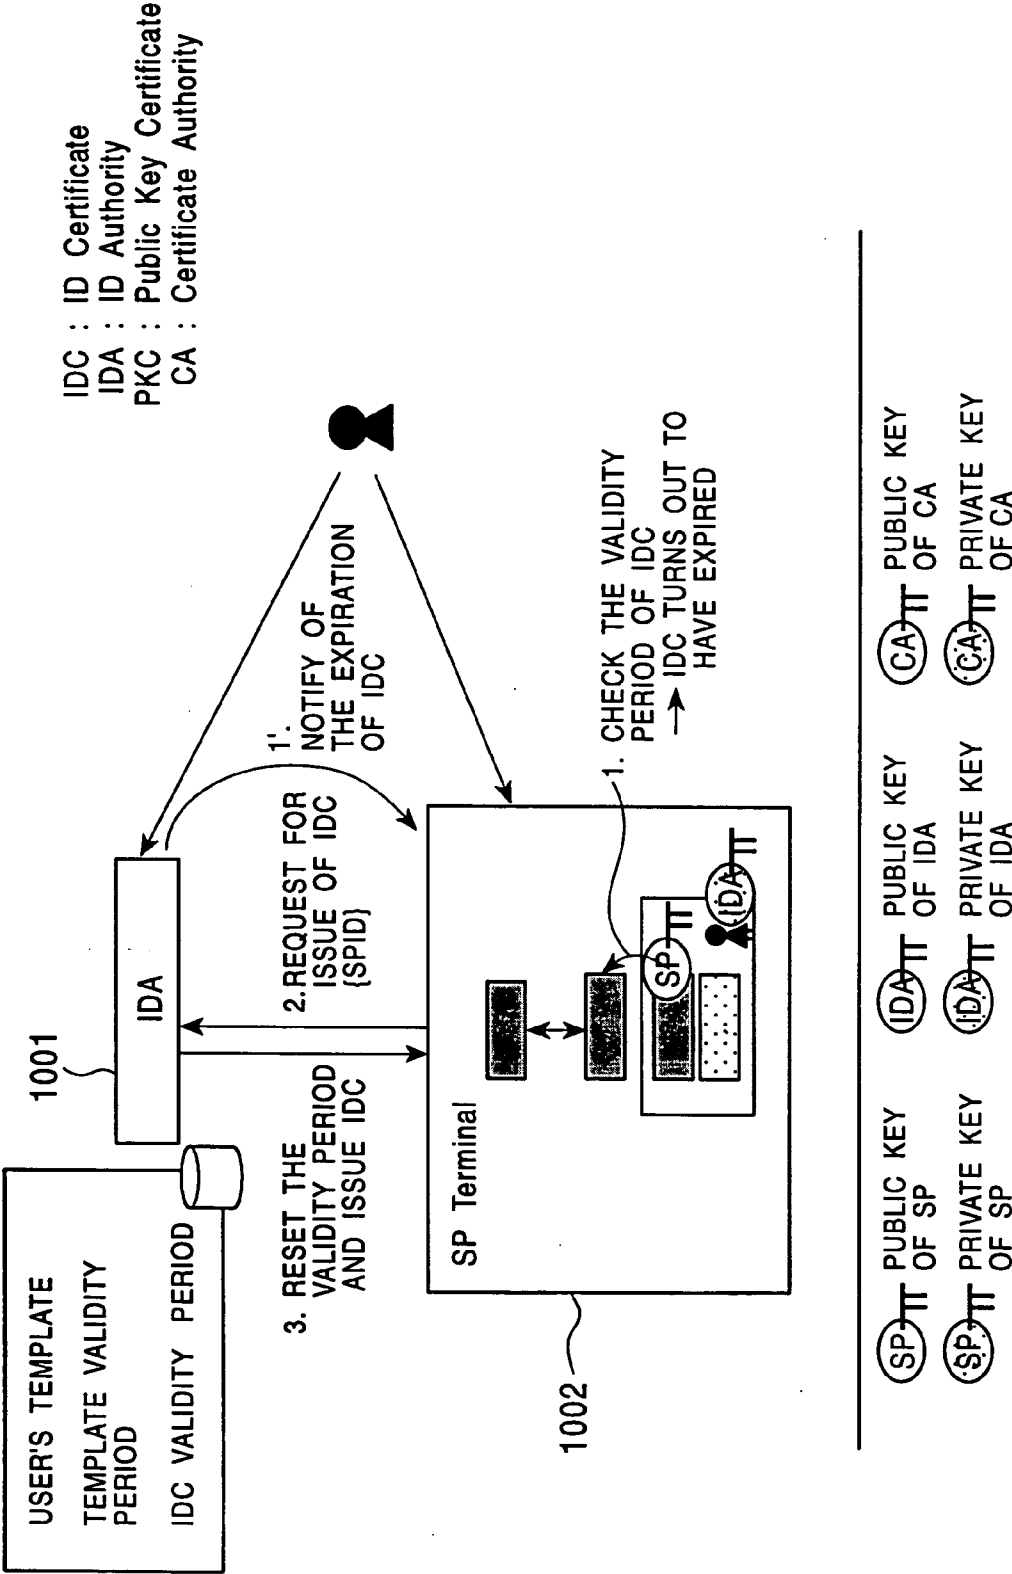 IDC : ID Certificate
IDA : ID Authority
PKC : Public Key Certificate
CA : Certificate Authority
USER'S TEMPLATE
TEMPLATE VALIDITY
PERIOD
IDC VALIDITY PERIOD
1001
IDA
1'.
NOTIFY OF
THE EXPIRATION
OF IDC
2.REQUEST FOR
ISSUE OF IDC
{SPID}
3. RESET THE
VALIDITY PERIOD
AND ISSUE IDC
SP Terminal
1002
SP
IDA
1. CHECK THE VALIDITY
PERIOD OF IDC
→ IDC TURNS OUT TO
HAVE EXPIRED
SP PUBLIC KEY
OF SP
IDA PUBLIC KEY
OF IDA
CA PUBLIC KEY
OF CA
SP PRIVATE KEY
OF SP
IDA PRIVATE KEY
OF IDA
CA PRIVATE KEY
OF CA